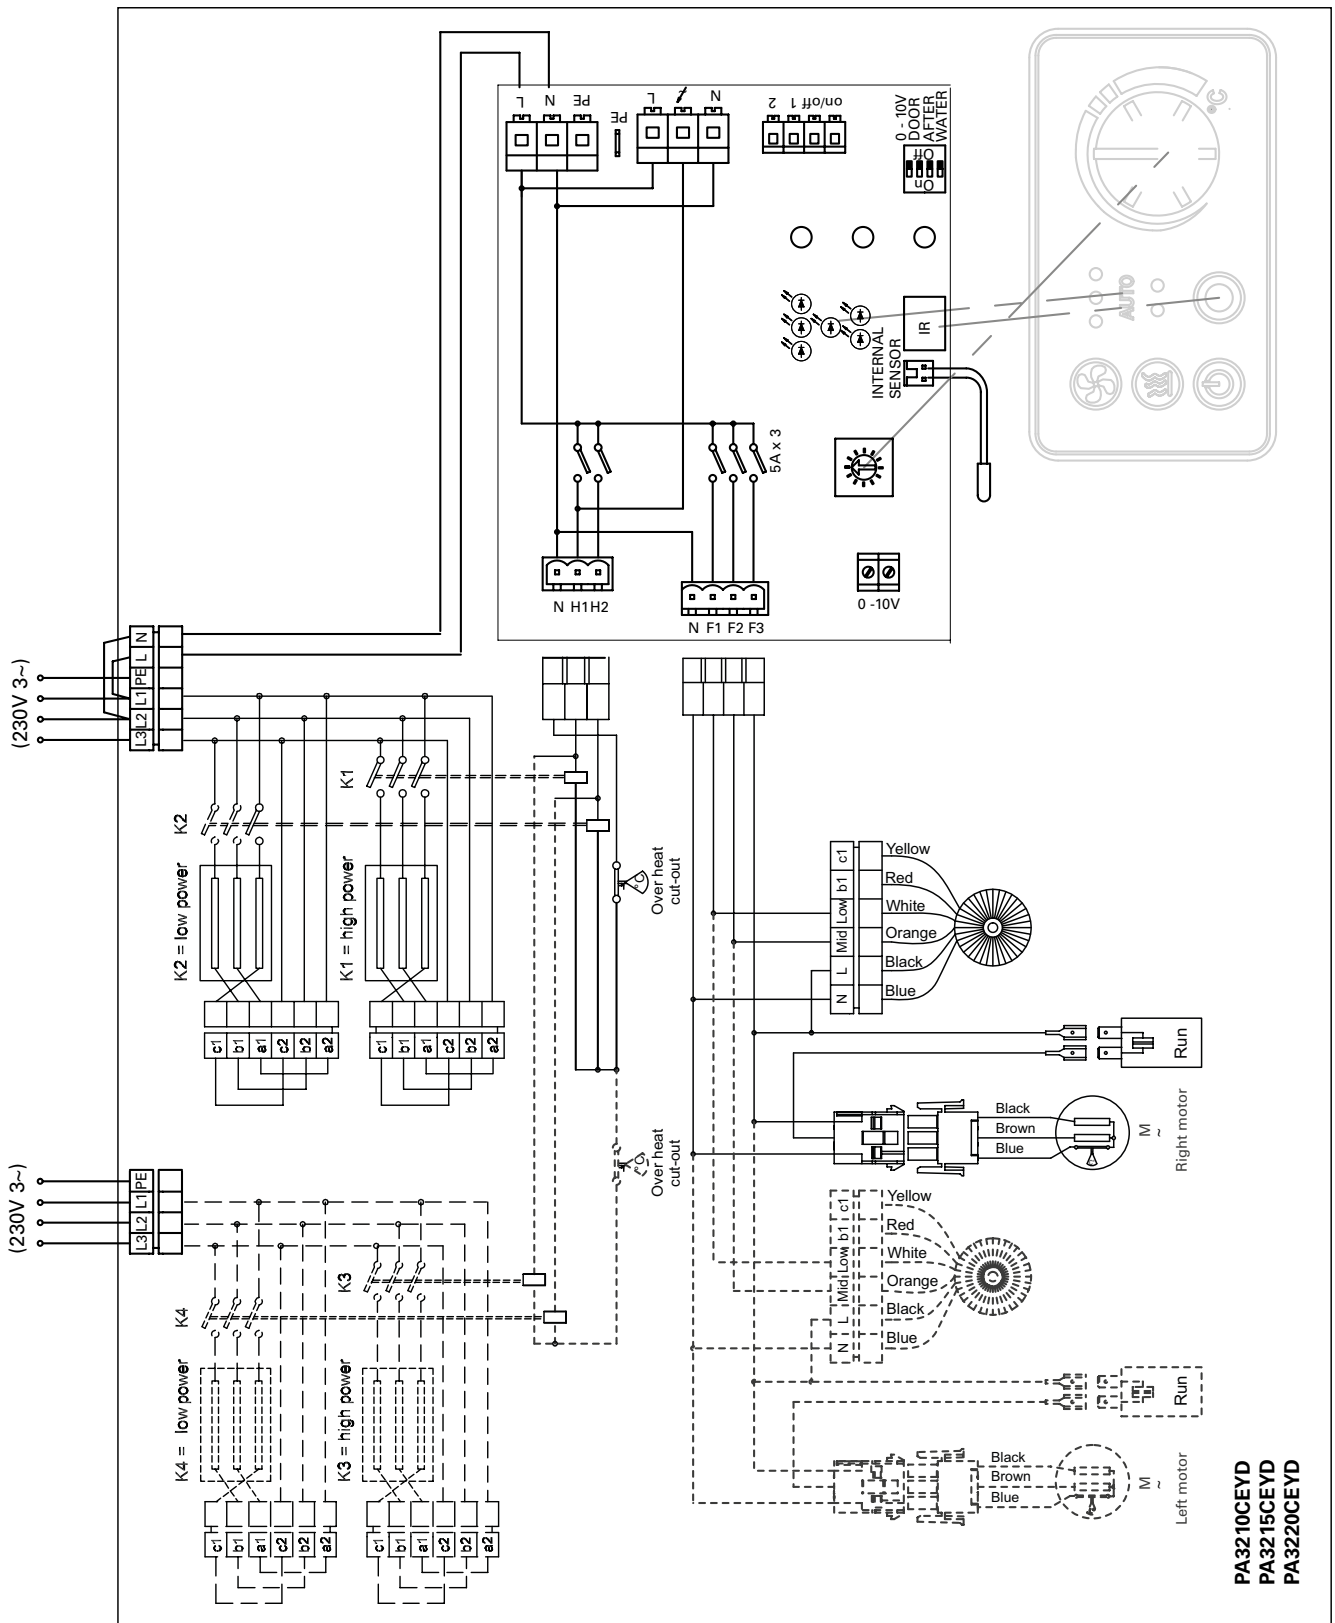 L N PE
PE
L N
2 1 on/off
0 - 10V
DOOR
AFTER
WATER
Off
On
°C
AUTO
IR
INTERNAL
SENSOR
5A x 3
N H1 H2
N F1 F2 F3
0 -10V
(230V 3~)
N
L
PE
L1
L2
L3
K1
K2
K2 = low power
K1 = high power
c1 b1 a1 c2 b2 a2
c1 b1 a1 c2 b2 a2
°C
Over heat
cut-out
c1 b1 Low Mid L N
Yellow
Red
White
Orange
Black
Blue
Run
Black
Brown
Blue
M
~
Right motor
(230V 3~)
PE
L1
L2
L3
K3
K4
K4 = low power
K3 = high power
c1 b1 a1 c2 b2 a2
c1 b1 a1 c2 b2 a2
°C
Over heat
cut-out
c1 b1 Low Mid L N
Yellow
Red
White
Orange
Black
Blue
Run
Black
Brown
Blue
M
~
Left motor
PA3210CEYD
PA3215CEYD
PA3220CEYD